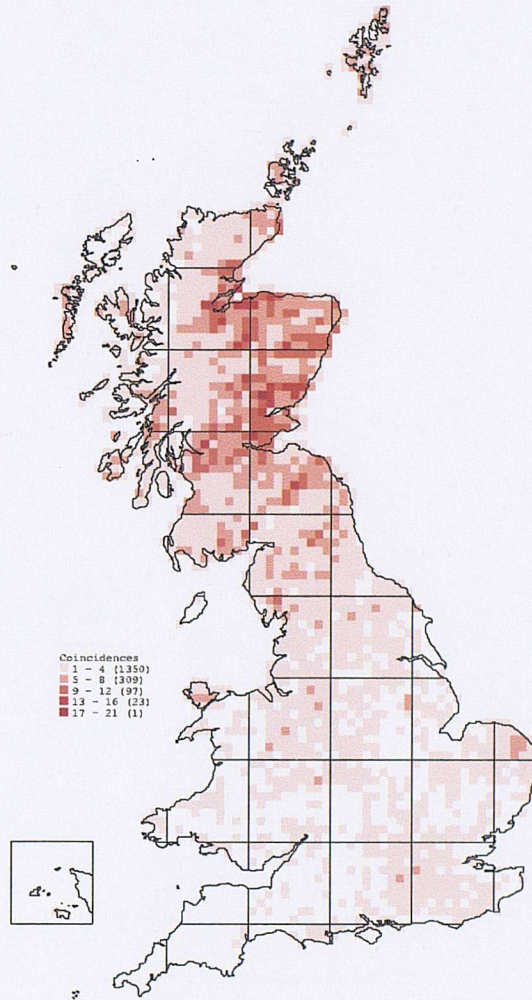 Coincidences
1 - 4 (1350)
5 - 8 (309)
9 - 12 (97)
13 - 16 (23)
17 - 21 (1)